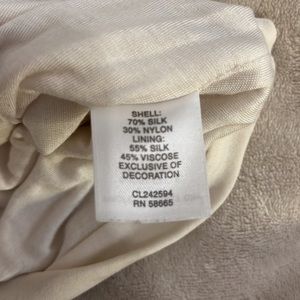 SHELL:
70% SILK
30% NYLON
LINING:
55% SILK
45% VISCOSE
EXCLUSIVE OF
DECORATION
CL242594
RN 58665